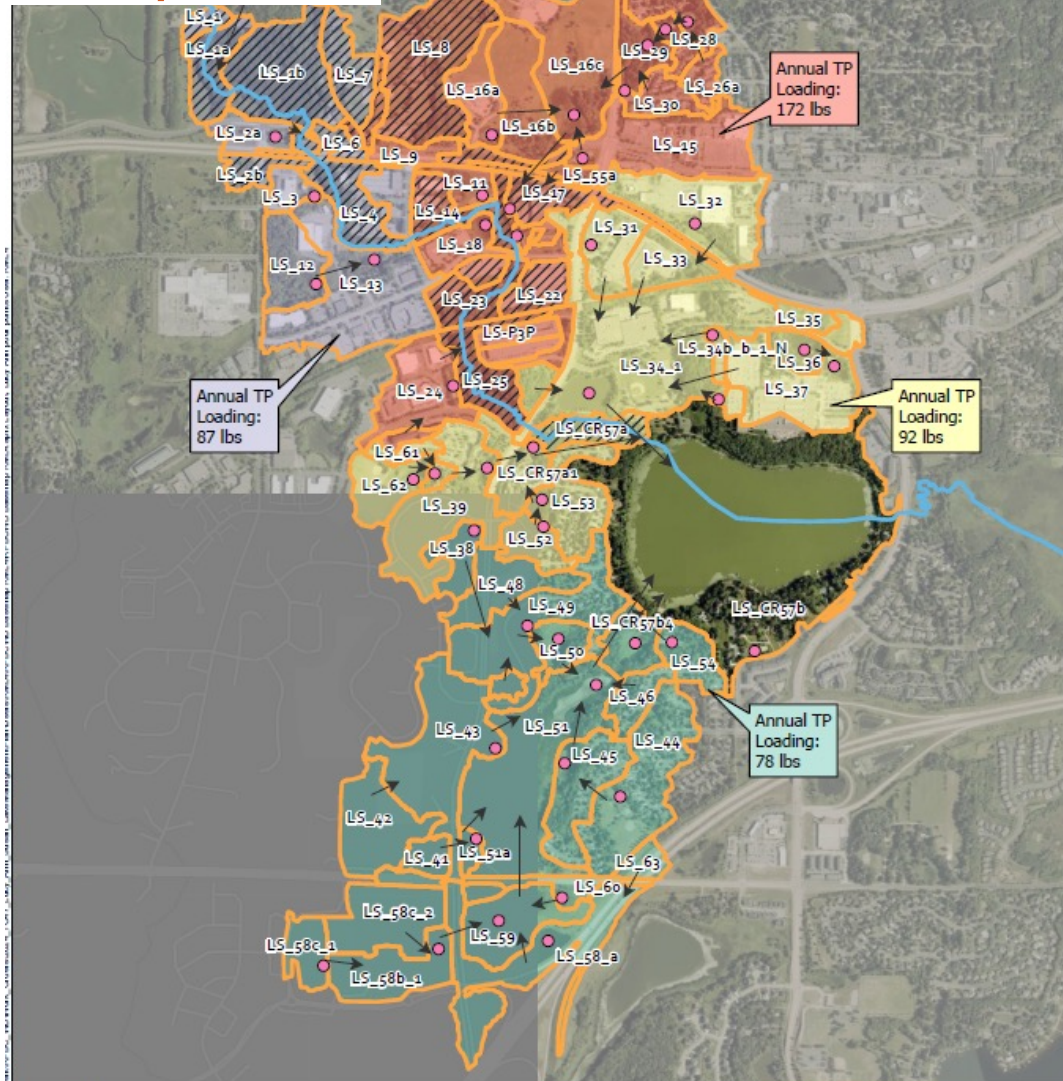 LS_1
LS_1a
LS_1b
LS_7
LS_8
LS_16a
LS_16c
LS_29
LS_28
LS_26a
LS_30
LS_16b
LS_15
Annual TP
Loading:
172 lbs
LS_2a
LS_6
LS_9
LS_2b
LS_55a
LS_3
LS_4
LS_11
LS_14
LS_17
LS_18
LS_31
LS_32
LS_33
LS_12
LS_13
LS_23
LS_22
LS-P3P
LS_35
LS_34b_b_1_N
LS_36
LS_34_1
LS_37
LS_24
LS_25
Annual TP
Loading:
87 lbs
Annual TP
Loading:
92 lbs
LS_CR57a
LS_61
LS_62
LS_CR57a1
LS_39
LS_53
LS_52
LS_38
LS_48
LS_49
LS_CR57b4
LS_CR57b
LS_50
LS_54
LS_46
LS_43
LS_51
LS_44
Annual TP
Loading:
78 lbs
LS_45
LS_42
LS_41
LS_51a
LS_63
LS_60
LS_58c_2
LS_59
LS_58c_1
LS_58b_1
LS_58_a